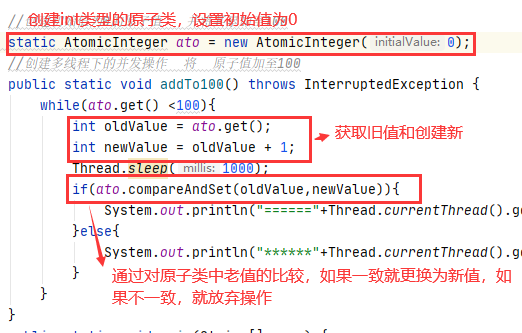 创建int类型的原子类，设置初始值为0
static AtomicInteger ato = new AtomicInteger( initialValue: 0);
//创建多线程下的并发操作 将 原子值加至100
public static void addTo100() throws InterruptedException {
while(ato.get() <100){
int oldValue = ato.get();
int newValue = oldValue + 1;
获取旧值和创建新
Thread.sleep( millis: 1000);
if(ato.compareAndSet(oldValue,newValue)){
System.out.println("======"+Thread.currentThread().ge
}else{
System.out.println("******"+Thread.currentThread().ge
}
通过对原子类中老值的比较，如果一致就更换为新值，如
果不一致，就放弃操作
}
}